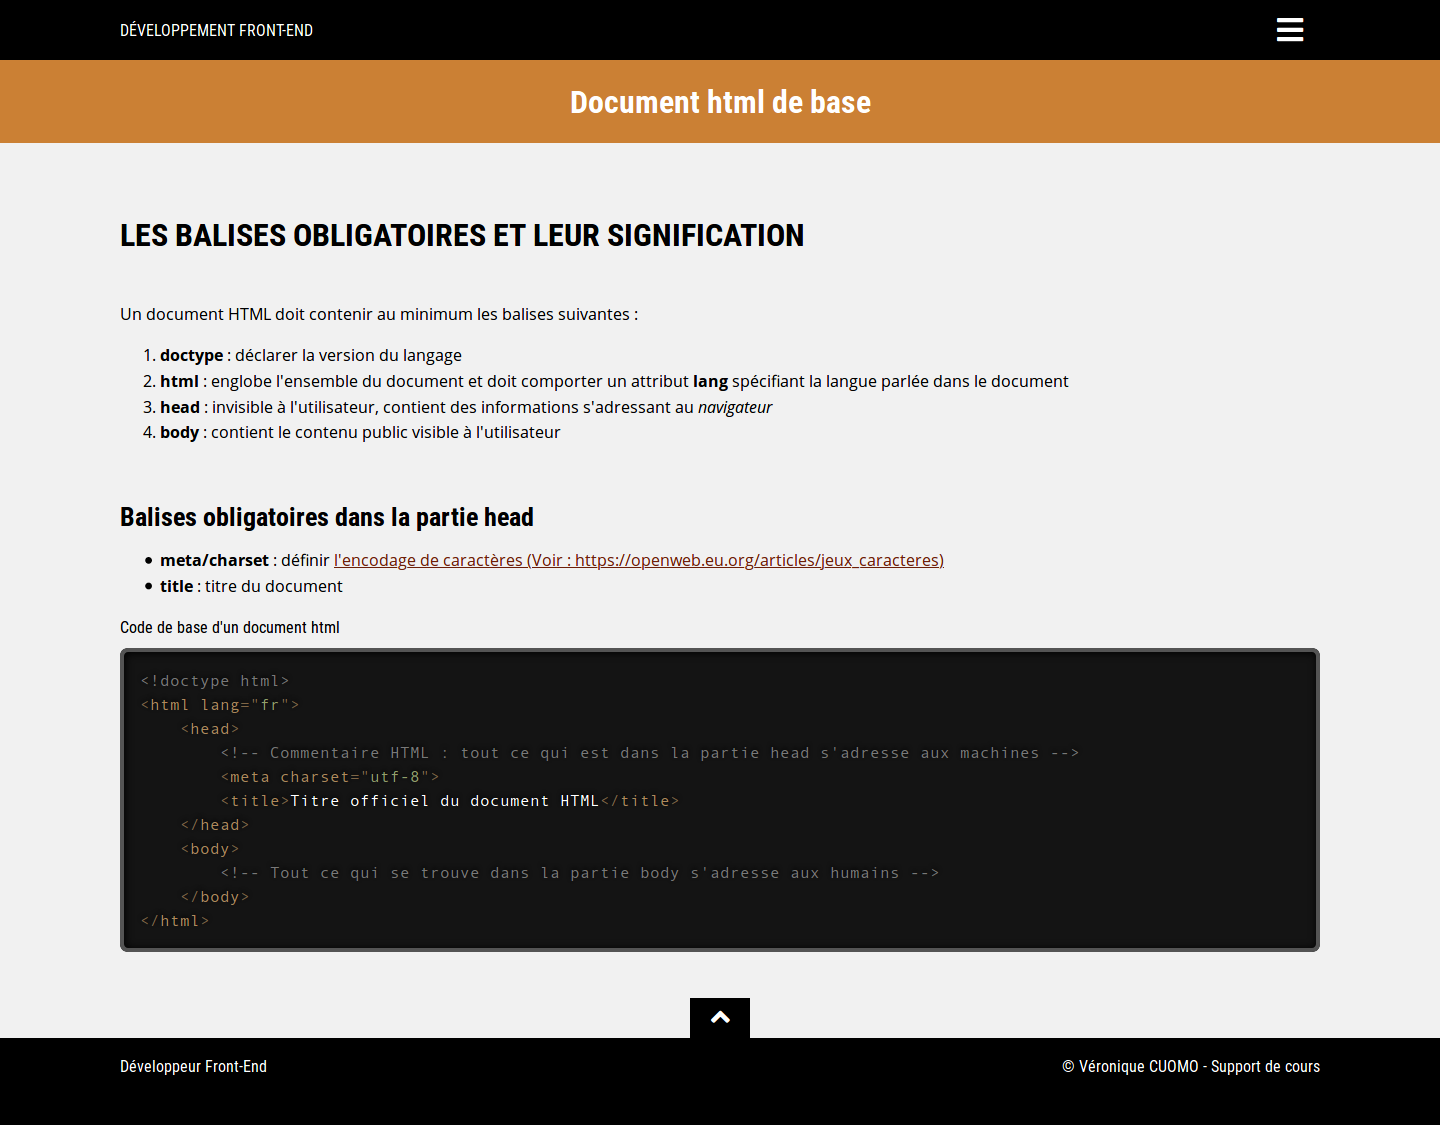 DÉVELOPPEMENT FRONT-END
Document html de base
LES BALISES OBLIGATOIRES ET LEUR SIGNIFICATION
Un document HTML doit contenir au minimum les balises suivantes :
1. doctype : déclarer la version du langage
2. html : englobe l'ensemble du document et doit comporter un attribut lang spécifiant la langue parlée dans le document
3. head : invisible à l'utilisateur, contient des informations s'adressant au navigateur
4. body : contient le contenu public visible à l'utilisateur
Balises obligatoires dans la partie head
• meta/charset : définir l'encodage de caractères (Voir : https://openweb.eu.org/articles/jeux_caracteres)
• title : titre du document
Code de base d'un document html
<!doctype html>
<html lang="fr">
    <head>
        <!-- Commentaire HTML : tout ce qui est dans la partie head s'adresse aux machines -->
        <meta charset="utf-8">
        <title>Titre officiel du document HTML</title>
    </head>
    <body>
        <!-- Tout ce qui se trouve dans la partie body s'adresse aux humains -->
    </body>
</html>
Développeur Front-End
© Véronique CUOMO - Support de cours